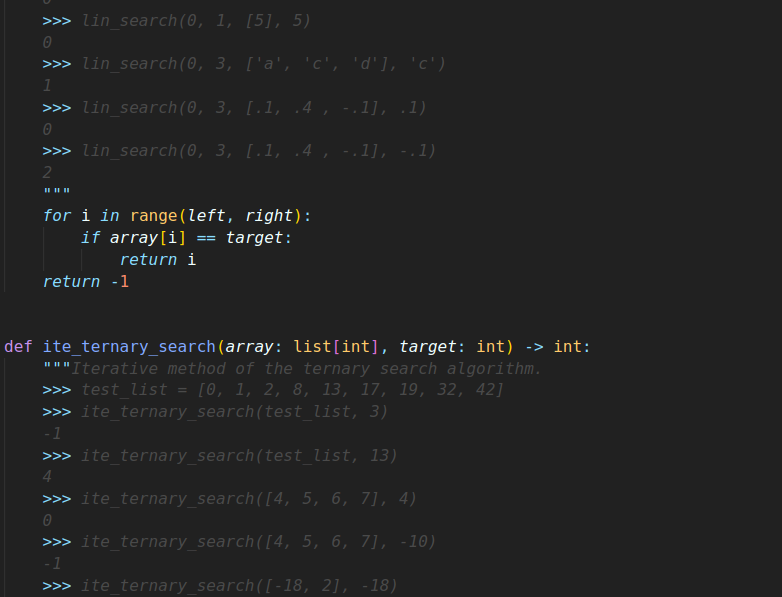 0
>>> lin_search(0, 1, [5], 5)
0
>>> lin_search(0, 3, ['a', 'c', 'd'], 'c')
1
>>> lin_search(0, 3, [.1, .4 , -.1], .1)
0
>>> lin_search(0, 3, [.1, .4 , -.1], -.1)
2
"""
for i in range(left, right):
if array[i] == target:
return i
return -1
def ite_ternary_search(array: list[int], target: int) -> int:
"""Iterative method of the ternary search algorithm.
>>> test_list = [0, 1, 2, 8, 13, 17, 19, 32, 42]
>>> ite_ternary_search(test_list, 3)
-1
>>> ite_ternary_search(test_list, 13)
4
>>> ite_ternary_search([4, 5, 6, 7], 4)
0
>>> ite_ternary_search([4, 5, 6, 7], -10)
-1
>>> ite_ternary_search([-18, 2], -18)